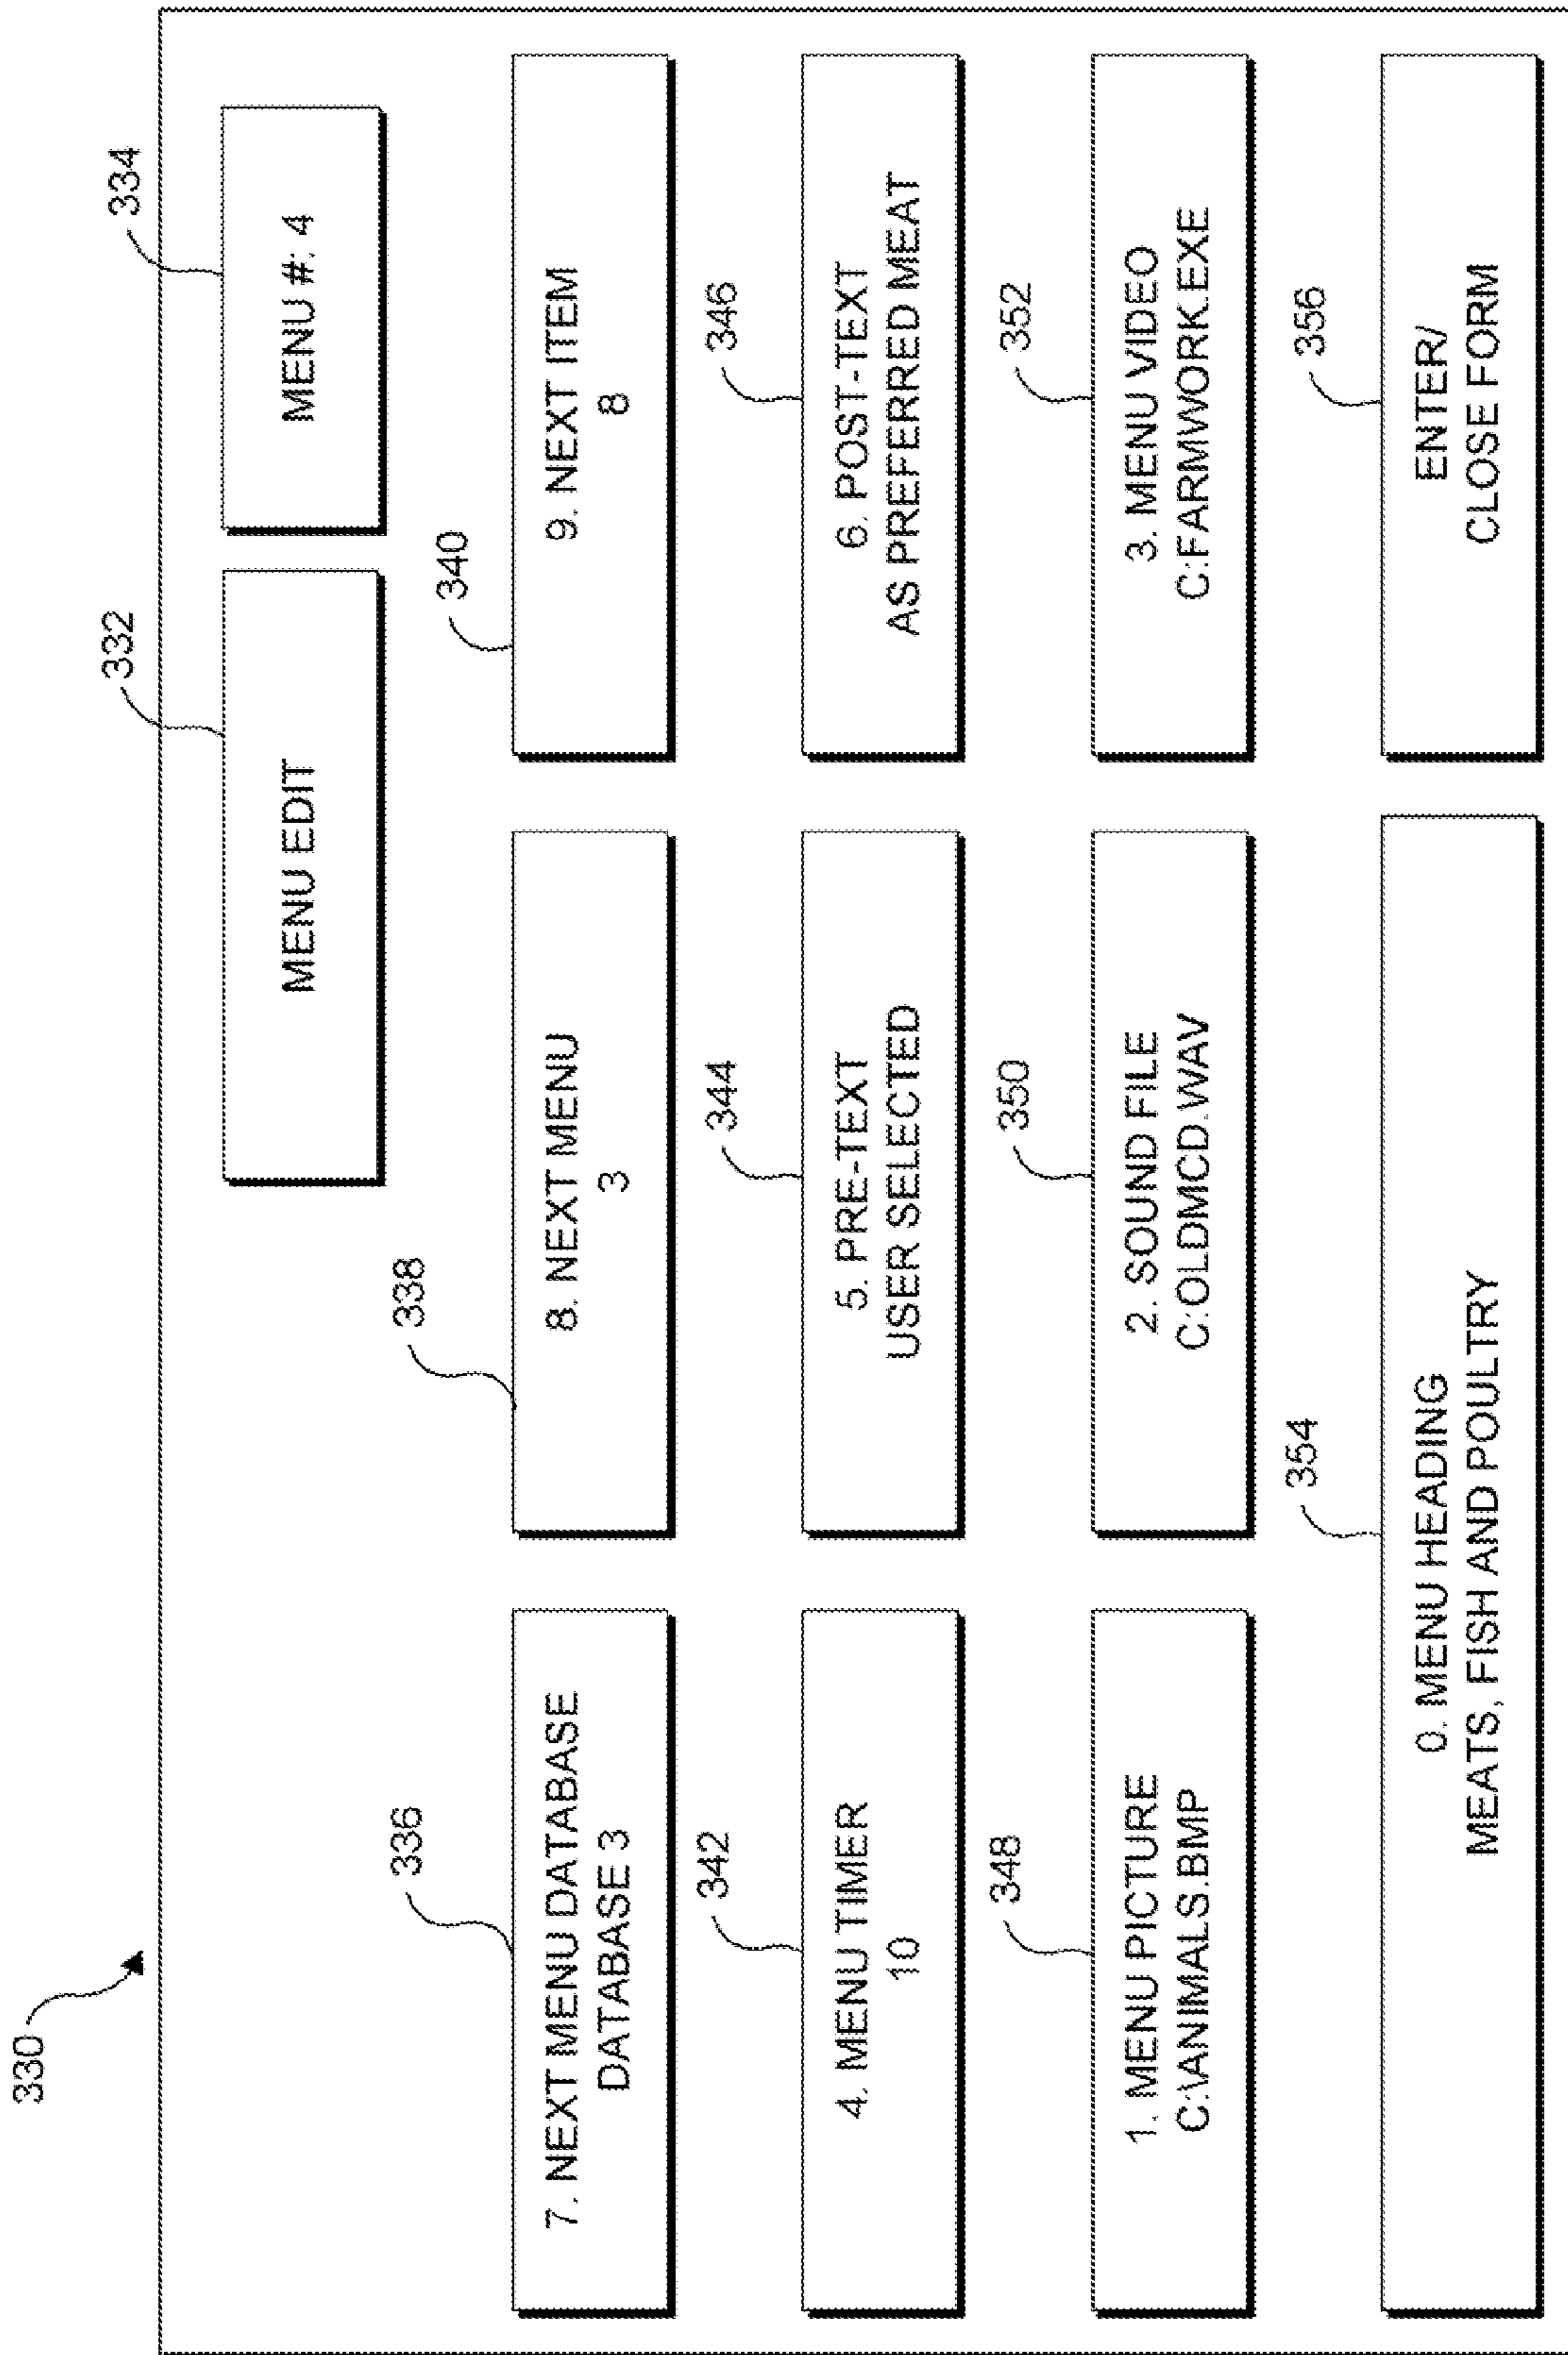 330
332
334
MENU EDIT
MENU #: 4
336
338
340
7. NEXT MENU DATABASE
DATABASE 3
8. NEXT MENU
3
9. NEXT ITEM
8
342
344
346
4. MENU TIMER
10
5. PRE-TEXT
USER SELECTED
6. POST-TEXT
AS PREFERRED MEAT
348
350
352
1. MENU PICTURE
C:\ANIMALS.BMP
2. SOUND FILE
C:OLDMCD.WAV
3. MENU VIDEO
C:FARMWORK.EXE
354
356
0. MENU HEADING
MEATS, FISH AND POULTRY
ENTER/
CLOSE FORM